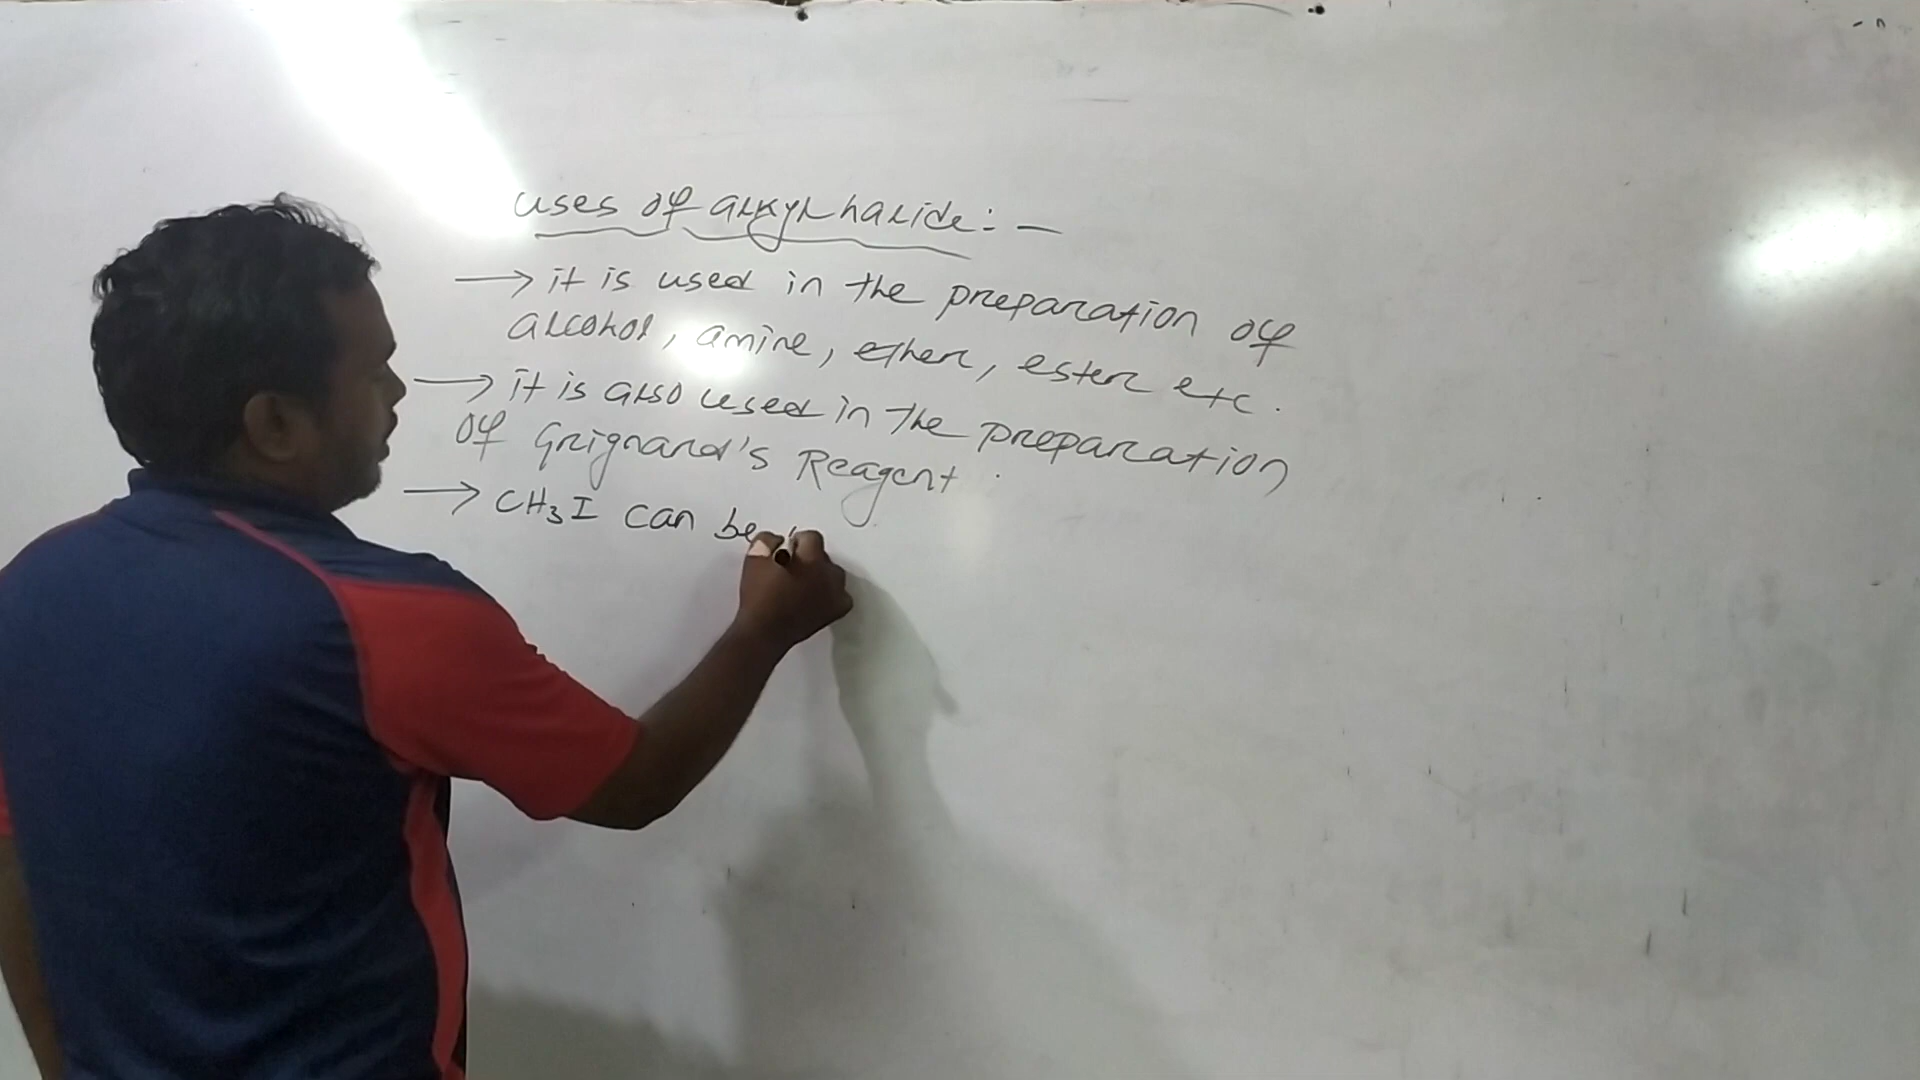 uses of alkyl halide:-
→ it is used in the preparation of
alcohol, amine, ether, ester etc.
→ it is also used in the preparation
of Grignard's Reagent.
→ CH₃I can be